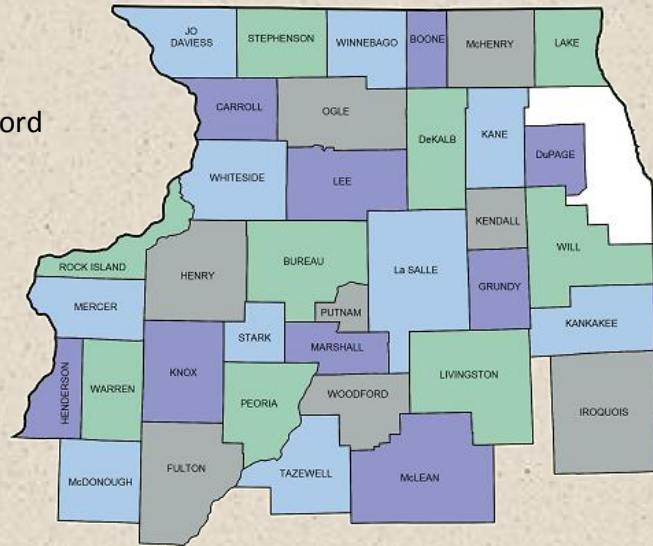 JO
DAVIESS
STEPHENSON
WINNEBAGO
BOONE
McHENRY
LAKE
CARROLL
OGLE
DeKALB
KANE
DuPAGE
WHITESIDE
LEE
KENDALL
WILL
ROCK ISLAND
HENRY
BUREAU
La SALLE
GRUNDY
MERCER
PUTNAM
KANKAKEE
STARK
MARSHALL
HENDERSON
WARREN
KNOX
PEORIA
WOODFORD
LIVINGSTON
IROQUOIS
McDONOUGH
FULTON
TAZEWELL
McLEAN